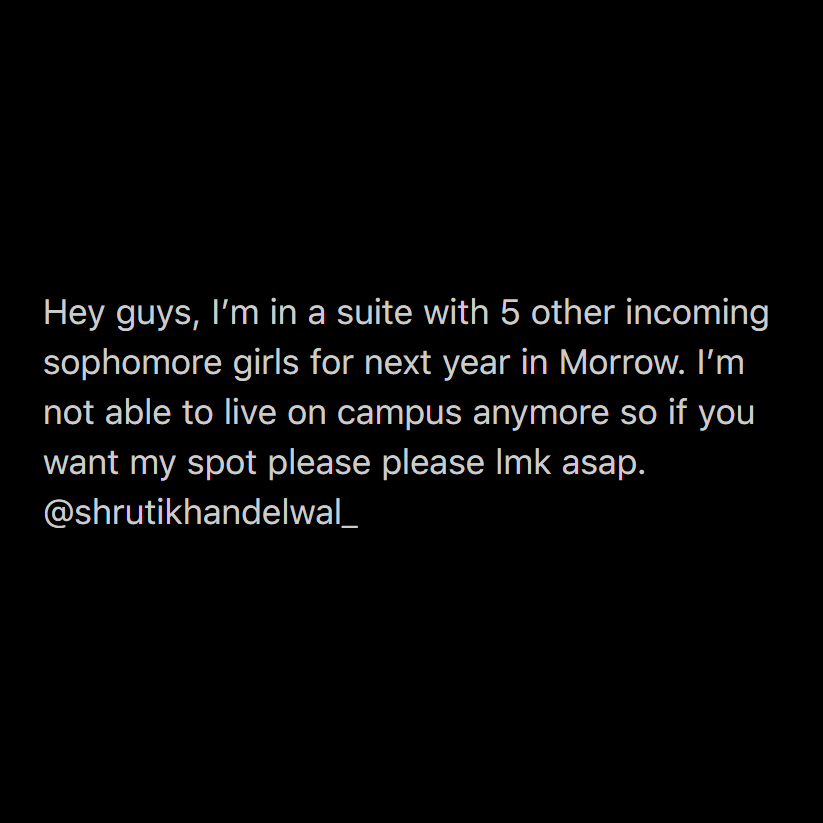 Hey guys, I’m in a suite with 5 other incoming
sophomore girls for next year in Morrow. I’m
not able to live on campus anymore so if you
want my spot please please lmk asap.
@shrutikhandelwal_